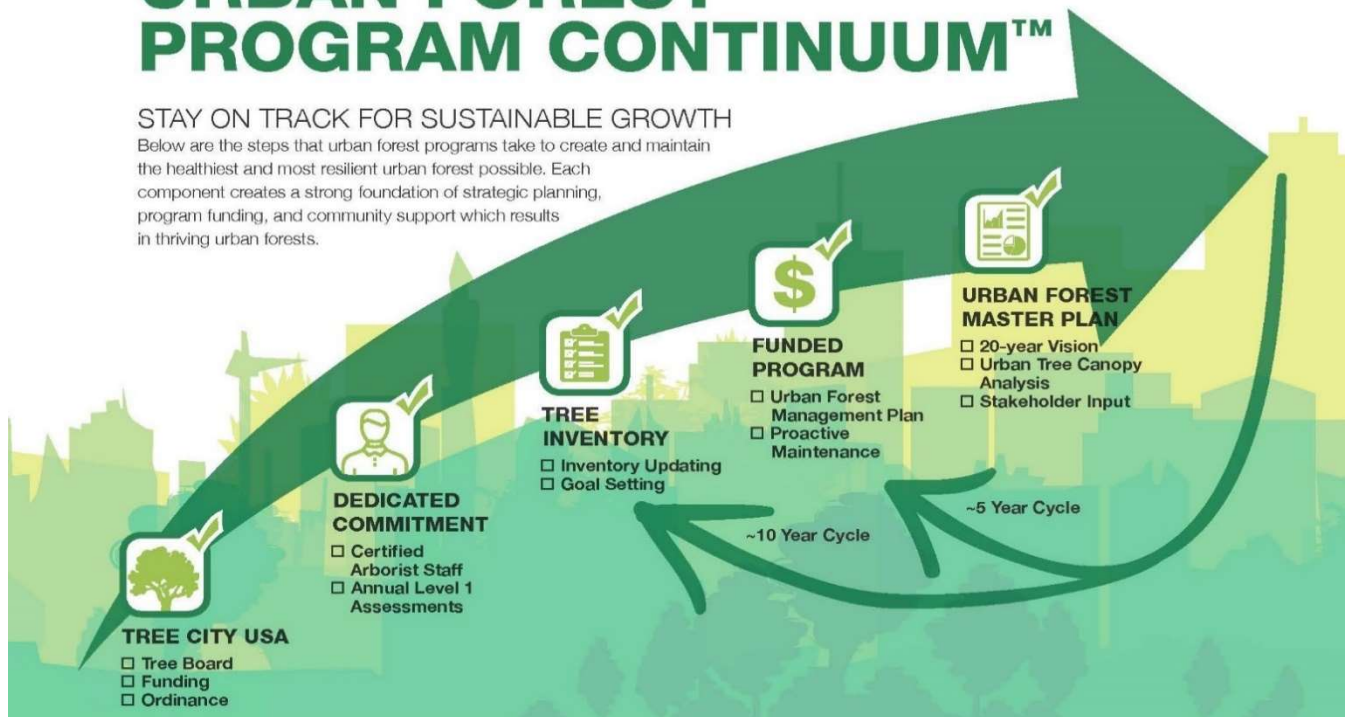 URBAN FOREST
PROGRAM CONTINUUM™
STAY ON TRACK FOR SUSTAINABLE GROWTH
Below are the steps that urban forest programs take to create and maintain
the healthiest and most resilient urban forest possible. Each
component creates a strong foundation of strategic planning,
program funding, and community support which results
in thriving urban forests.
TREE CITY USA
☐ Tree Board
☐ Funding
☐ Ordinance
DEDICATED
COMMITMENT
☐ Certified
Arborist Staff
☐ Annual Level 1
Assessments
TREE
INVENTORY
☐ Inventory Updating
☐ Goal Setting
$
FUNDED
PROGRAM
☐ Urban Forest
Management Plan
☐ Proactive
Maintenance
URBAN FOREST
MASTER PLAN
☐ 20-year Vision
☐ Urban Tree Canopy
Analysis
☐ Stakeholder Input
~10 Year Cycle
~5 Year Cycle